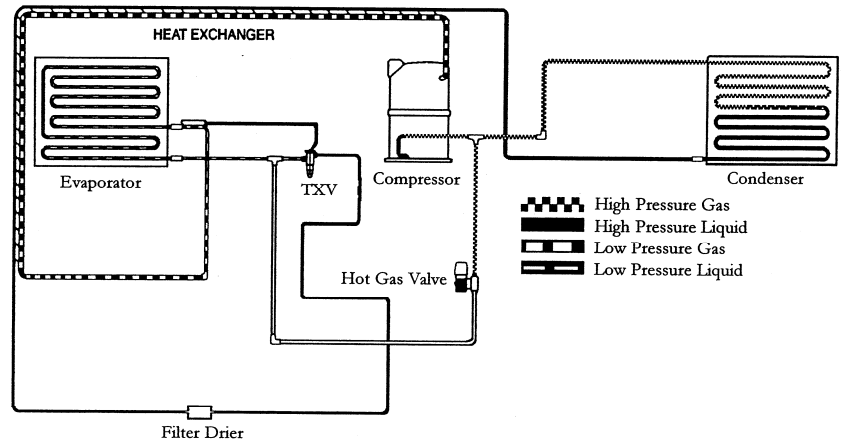 HEAT EXCHANGER
Evaporator
TXV
Compressor
Condenser
High Pressure Gas
High Pressure Liquid
Low Pressure Gas
Low Pressure Liquid
Hot Gas Valve
Filter Drier